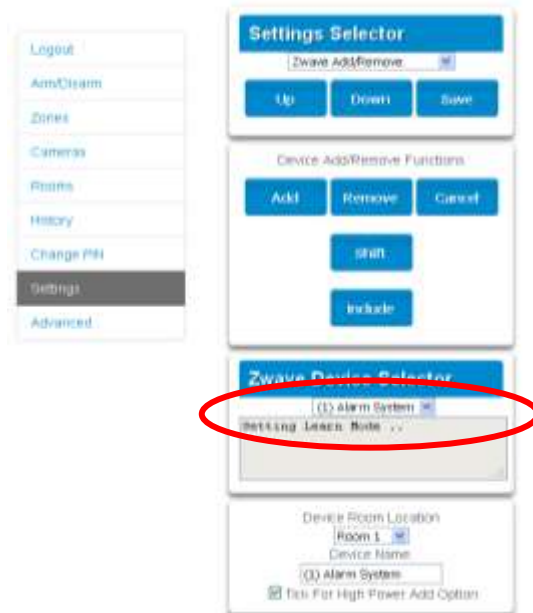 Logout
Arm/Disarm
Zones
Cameras
Rooms
History
Change PIN
Settings
Advanced
Settings Selector
Zwave Add/Remove
Up Down Save
Device Add/Remove Functions
Add Remove Cancel
Shift
include
Zwave Device Selector
(1) Alarm System
Setting Learn Mode ..
Device Room Location
Room 1
Device Name
(1) Alarm System
Tick For High Power Add Option